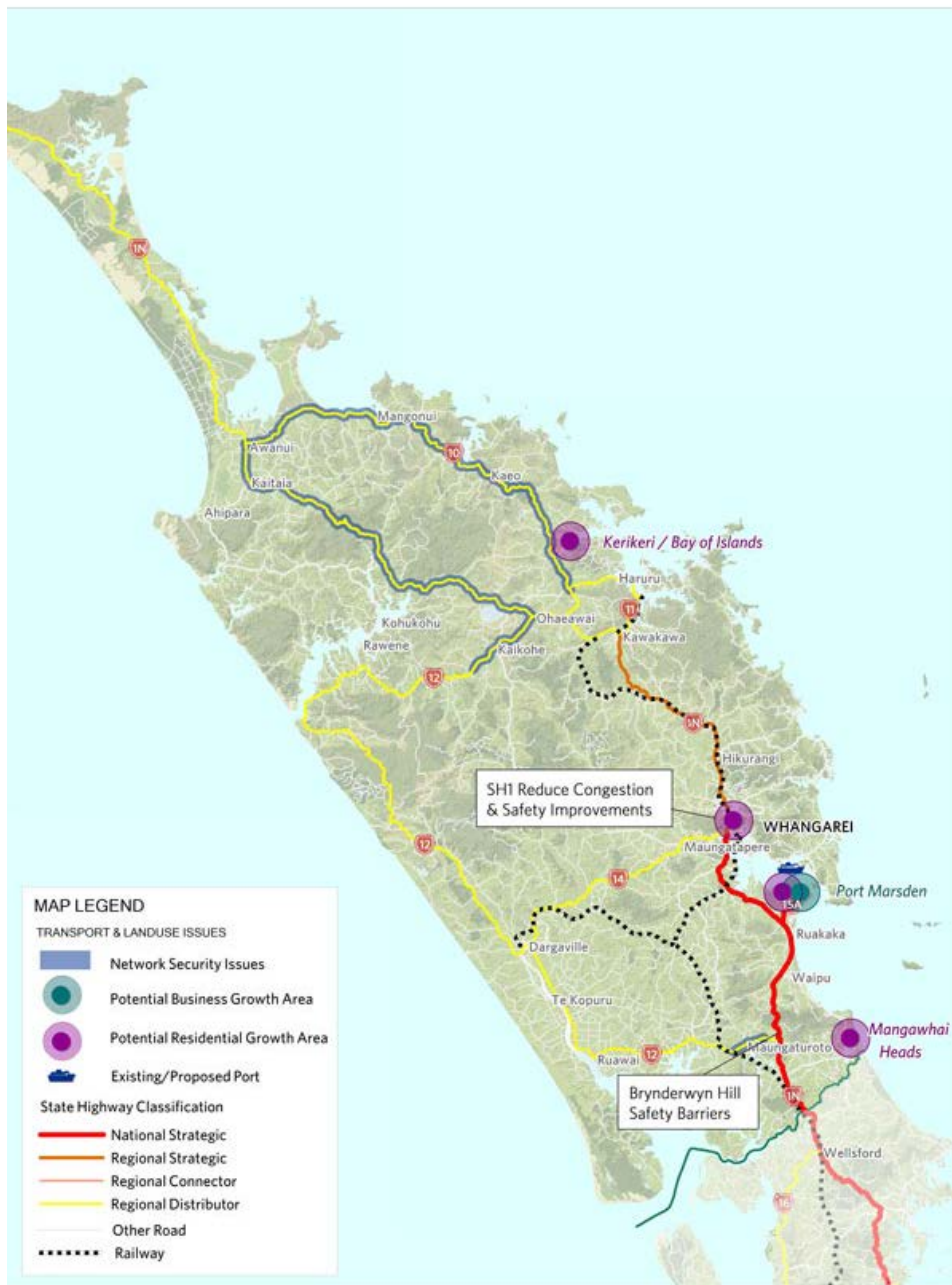 1N
Mangonui
Awanui
10
Kaeo
Kaitaia
Ahipara
Kerikeri / Bay of Islands
Haruru
11
Ohaeawai
Kohukohu
Kawakawa
Rawene
Kaikohe
12
1N
Hikurangi
SH1 Reduce Congestion
& Safety Improvements
WHANGAREI
12
Maungatapere
14
Port Marsden
15A
Ruakaka
Dargaville
Waipu
Te Kopuru
Mangawhai
Heads
Maungaturoto
Ruawai
12
Brynderwyn Hill
Safety Barriers
1N
Wellsford
16
MAP LEGEND
TRANSPORT & LANDUSE ISSUES
Network Security Issues
Potential Business Growth Area
Potential Residential Growth Area
Existing/Proposed Port
State Highway Classification
National Strategic
Regional Strategic
Regional Connector
Regional Distributor
Other Road
Railway